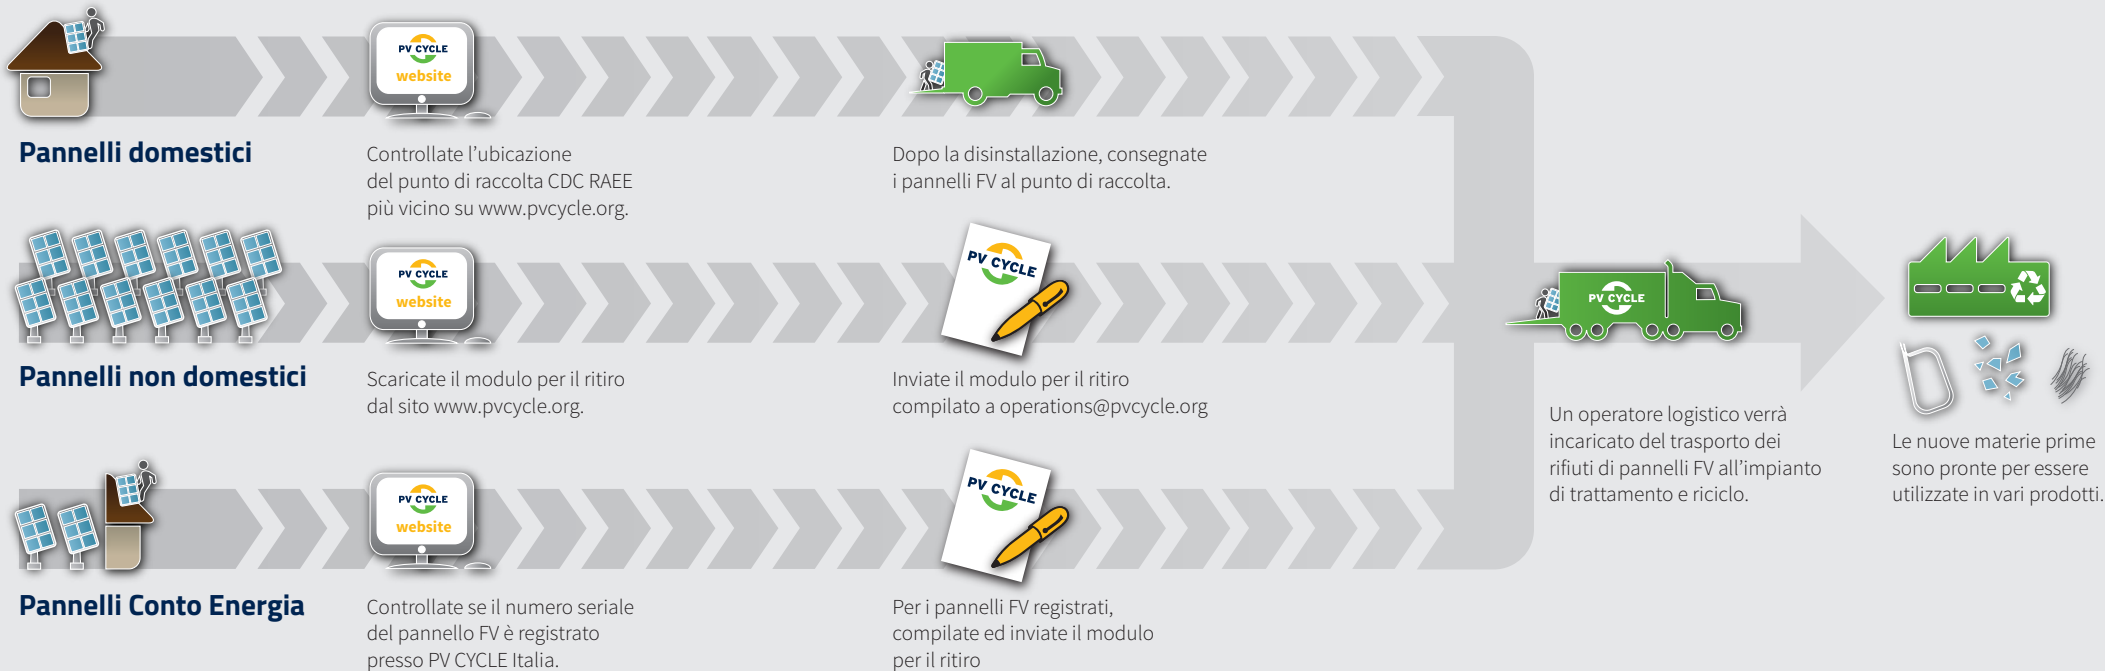 PV CYCLE
website
Pannelli domestici
Controllate l'ubicazione
del punto di raccolta CDC RAEE
più vicino su www.pvcycle.org.
Dopo la disinstallazione, consegnate
i pannelli FV al punto di raccolta.
PV CYCLE
website
PV CYCLE
Pannelli non domestici
Scaricate il modulo per il ritiro
dal sito www.pvcycle.org.
Inviate il modulo per il ritiro
compilato a operations@pvcycle.org
PV CYCLE
website
PV CYCLE
Pannelli Conto Energia
Controllate se il numero seriale
del pannello FV è registrato
presso PV CYCLE Italia.
Per i pannelli FV registrati,
compilate ed inviate il modulo
per il ritiro
PV CYCLE
Un operatore logistico verrà
incaricato del trasporto dei
rifiuti di pannelli FV all'impianto
di trattamento e riciclo.
Le nuove materie prime
sono pronte per essere
utilizzate in vari prodotti.